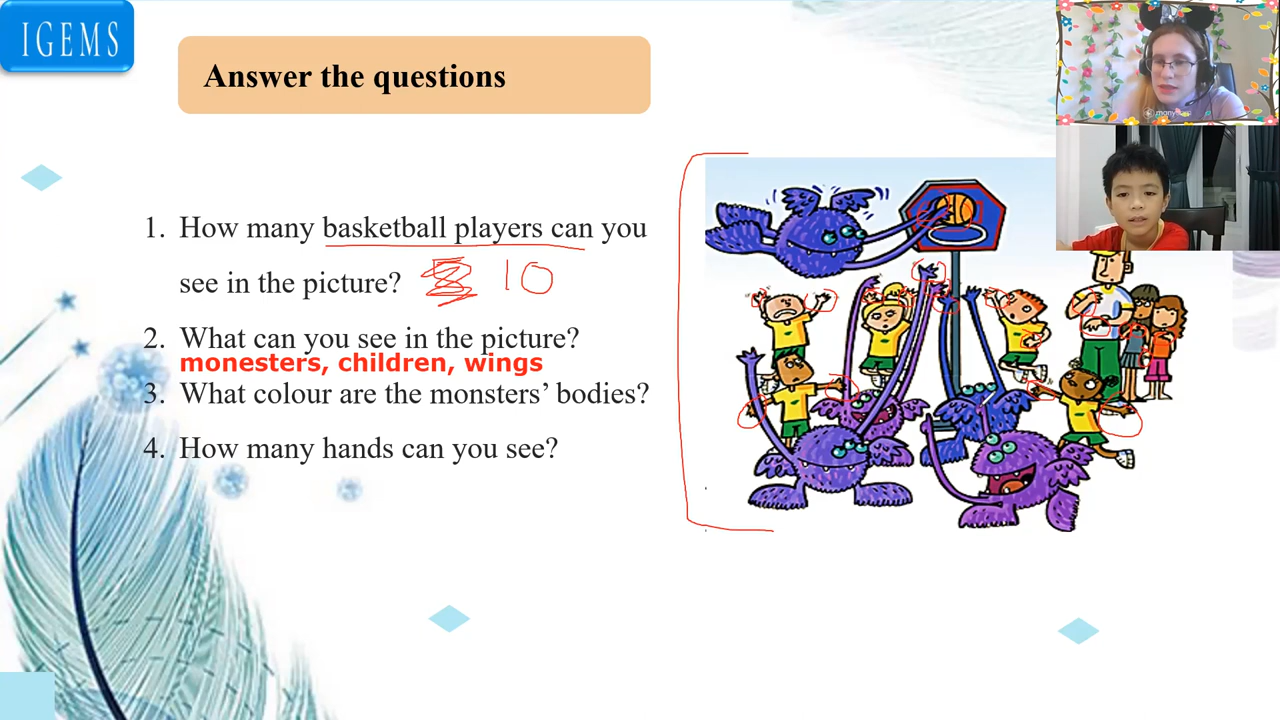 IGEMS
Answer the questions
1. How many basketball players can you
see in the picture? 10
2. What can you see in the picture?
monesters, children, wings
3. What colour are the monsters’ bodies?
4. How many hands can you see?